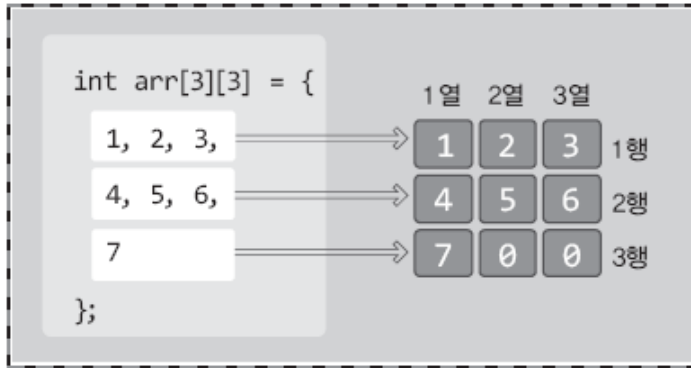 int arr[3][3] = {
1, 2, 3,
4, 5, 6,
7
};
1열 2열 3열
1 2 3 1행
4 5 6 2행
7 0 0 3행